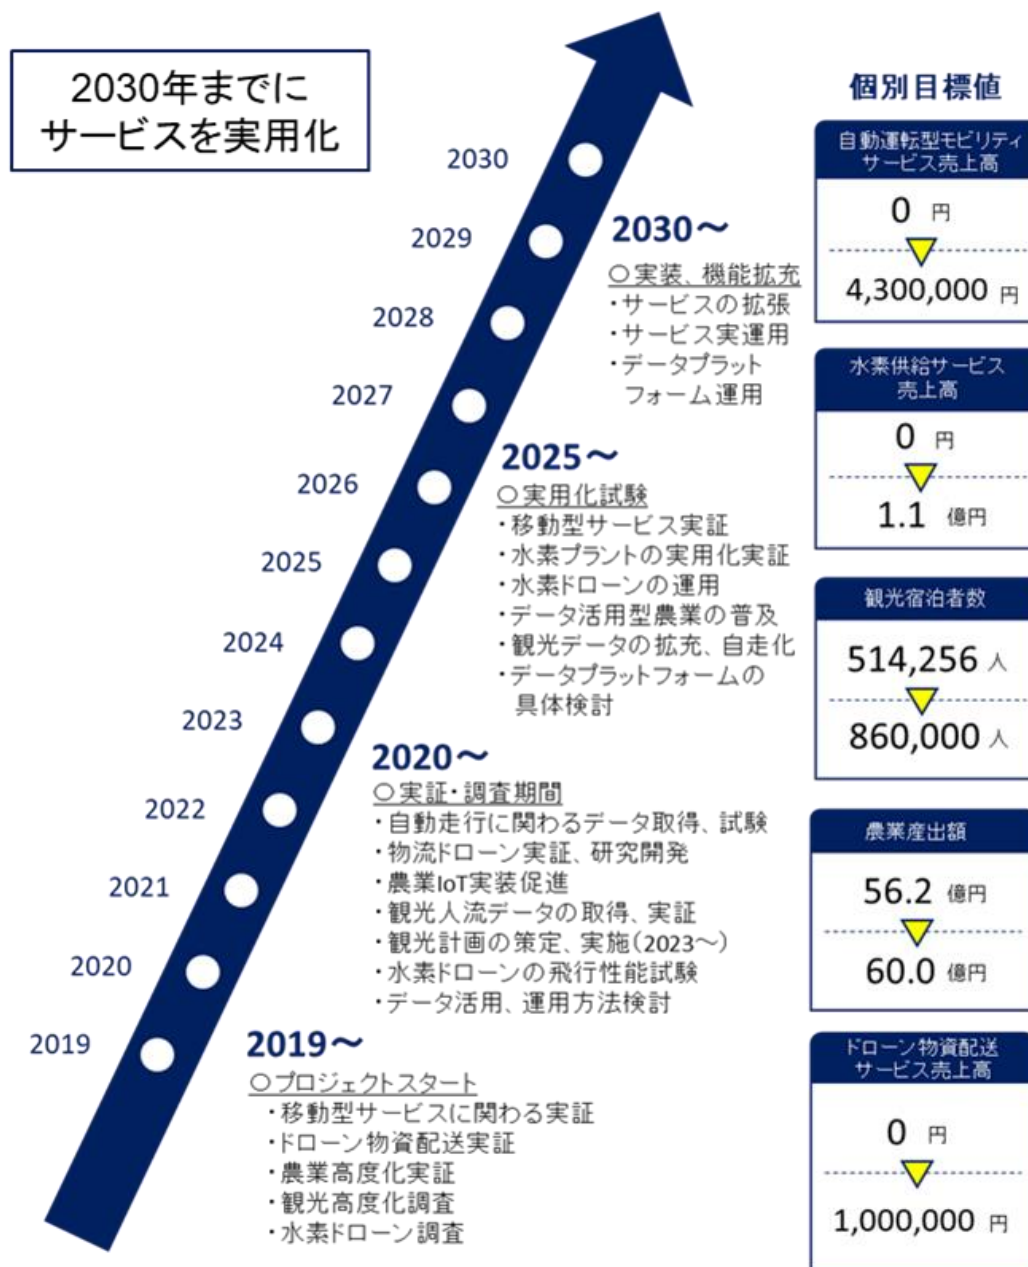 2030年までに
サービスを実用化
2030
2029
2028
2027
2026
2025
2024
2023
2022
2021
2020
2019
2030～
○実装、機能拡充
・サービスの拡張
・サービス実運用
・データプラット
フォーム運用
2025～
○実用化試験
・移動型サービス実証
・水素プラントの実用化実証
・水素ドローンの運用
・データ活用型農業の普及
・観光データの拡充、自走化
・データプラットフォームの
具体検討
2020～
○実証・調査期間
・自動走行に関わるデータ取得、試験
・物流ドローン実証、研究開発
・農業IoT実装促進
・観光人流データの取得、実証
・観光計画の策定、実施（2023～）
・水素ドローンの飛行性能試験
・データ活用、運用方法検討
2019～
○プロジェクトスタート
・移動型サービスに関わる実証
・ドローン物資配送実証
・農業高度化実証
・観光高度化調査
・水素ドローン調査
個別目標値
自動運転型モビリティ
サービス売上高
0 円
4,300,000 円
水素供給サービス
売上高
0 円
1.1 億円
観光宿泊者数
514,256 人
860,000 人
農業産出額
56.2 億円
60.0 億円
ドローン物資配送
サービス売上高
0 円
1,000,000 円